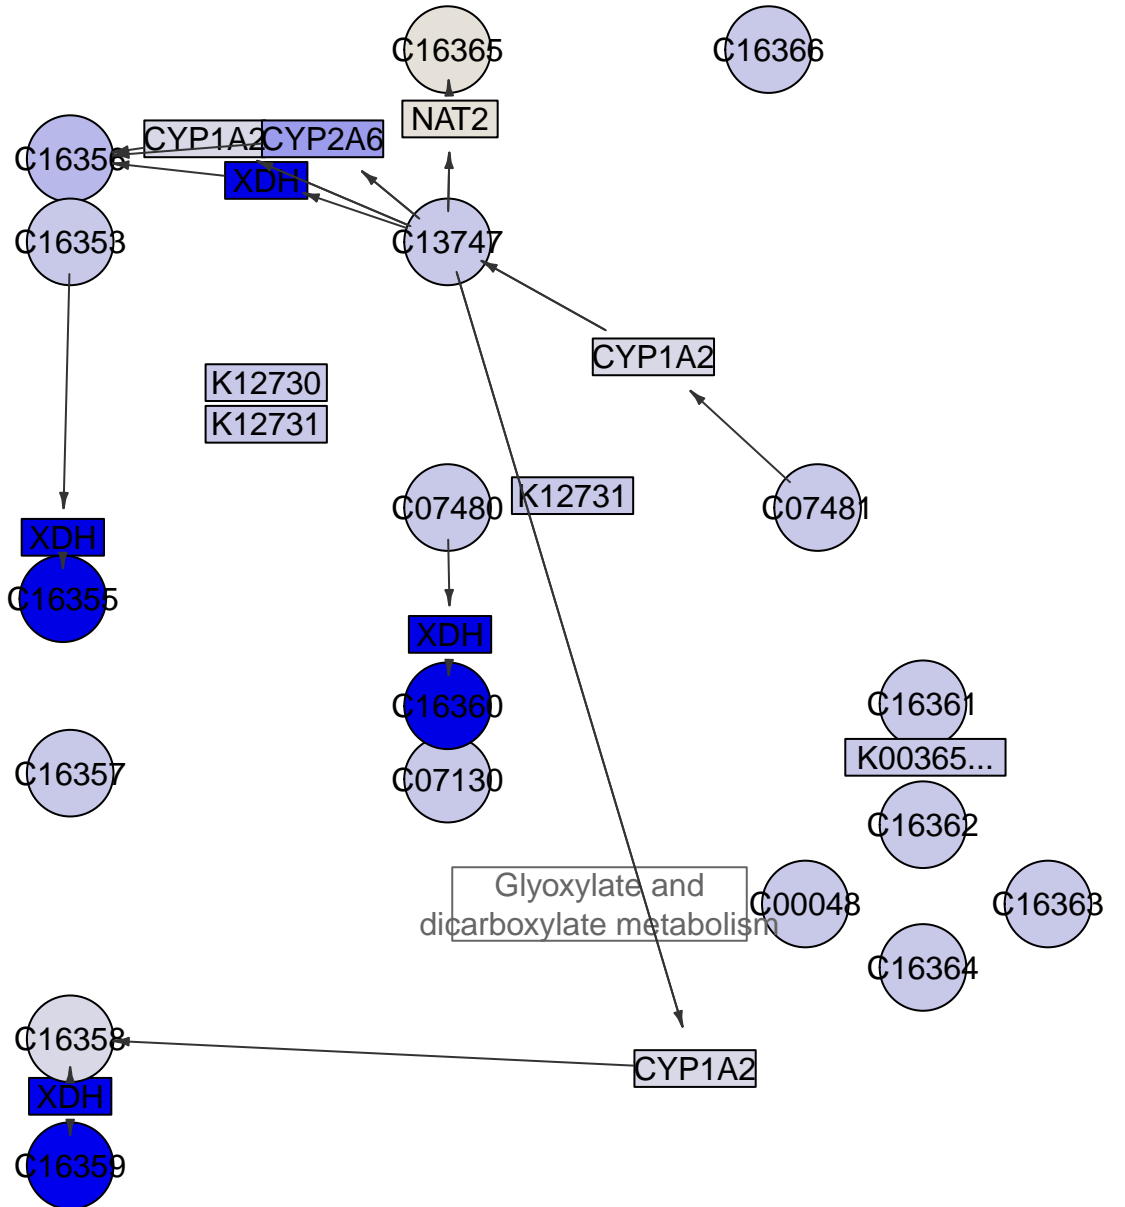 C16365
C16366
NAT2
CYP1A2
CYP2A6
C16356
XDH
C16353
C13747
CYP1A2
K12730
K12731
C07480
K12731
C07481
XDH
C16355
XDH
C16360
C16361
K00365...
C16357
C07130
C16362
Glyoxylate and
dicarboxylate metabolism
C00048
C16363
C16364
C16358
CYP1A2
XDH
C16359